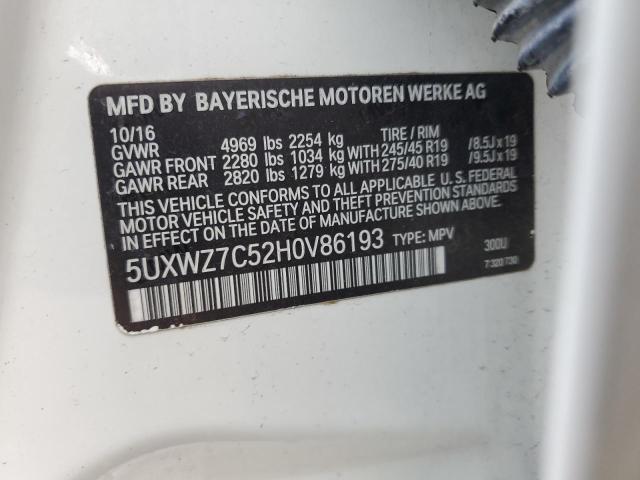 MFD BY BAYERISCHE MOTOREN WERKE AG
10/16 TIRE / RIM
GVWR 4969 lbs 2254 kg
GAWR FRONT 2280 lbs 1034 kg WITH 245/45 R19 /8.5J x 19
GAWR REAR 2820 lbs 1279 kg WITH 275/40 R19 /9.5J x 19
THIS VEHICLE CONFORMS TO ALL APPLICABLE U.S. FEDERAL
MOTOR VEHICLE SAFETY AND THEFT PREVENTION STANDARDS
IN EFFECT ON THE DATE OF MANUFACTURE SHOWN ABOVE.
5UXWZ7C52H0V86193 TYPE: MPV 300U
7 320 730